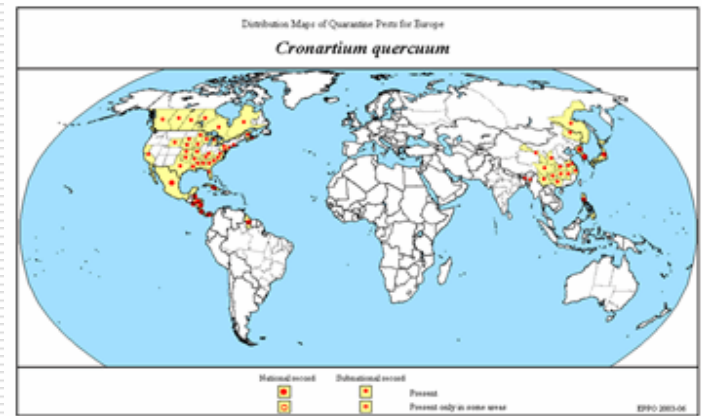 Distribution Maps of Quarantine Pests for Europe
Cronartium quercuum
National record Subnational record
Present
Present only in some areas
EPPO 2003-06